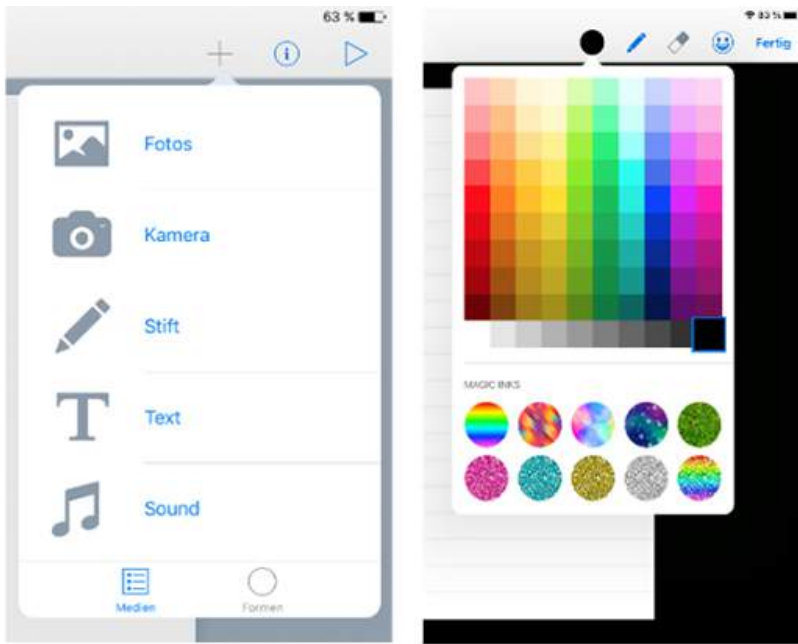 63 %
Fotos
Kamera
Stift
Text
Sound
Medien
Formen
83 %
Fertig
MAGIC INKS